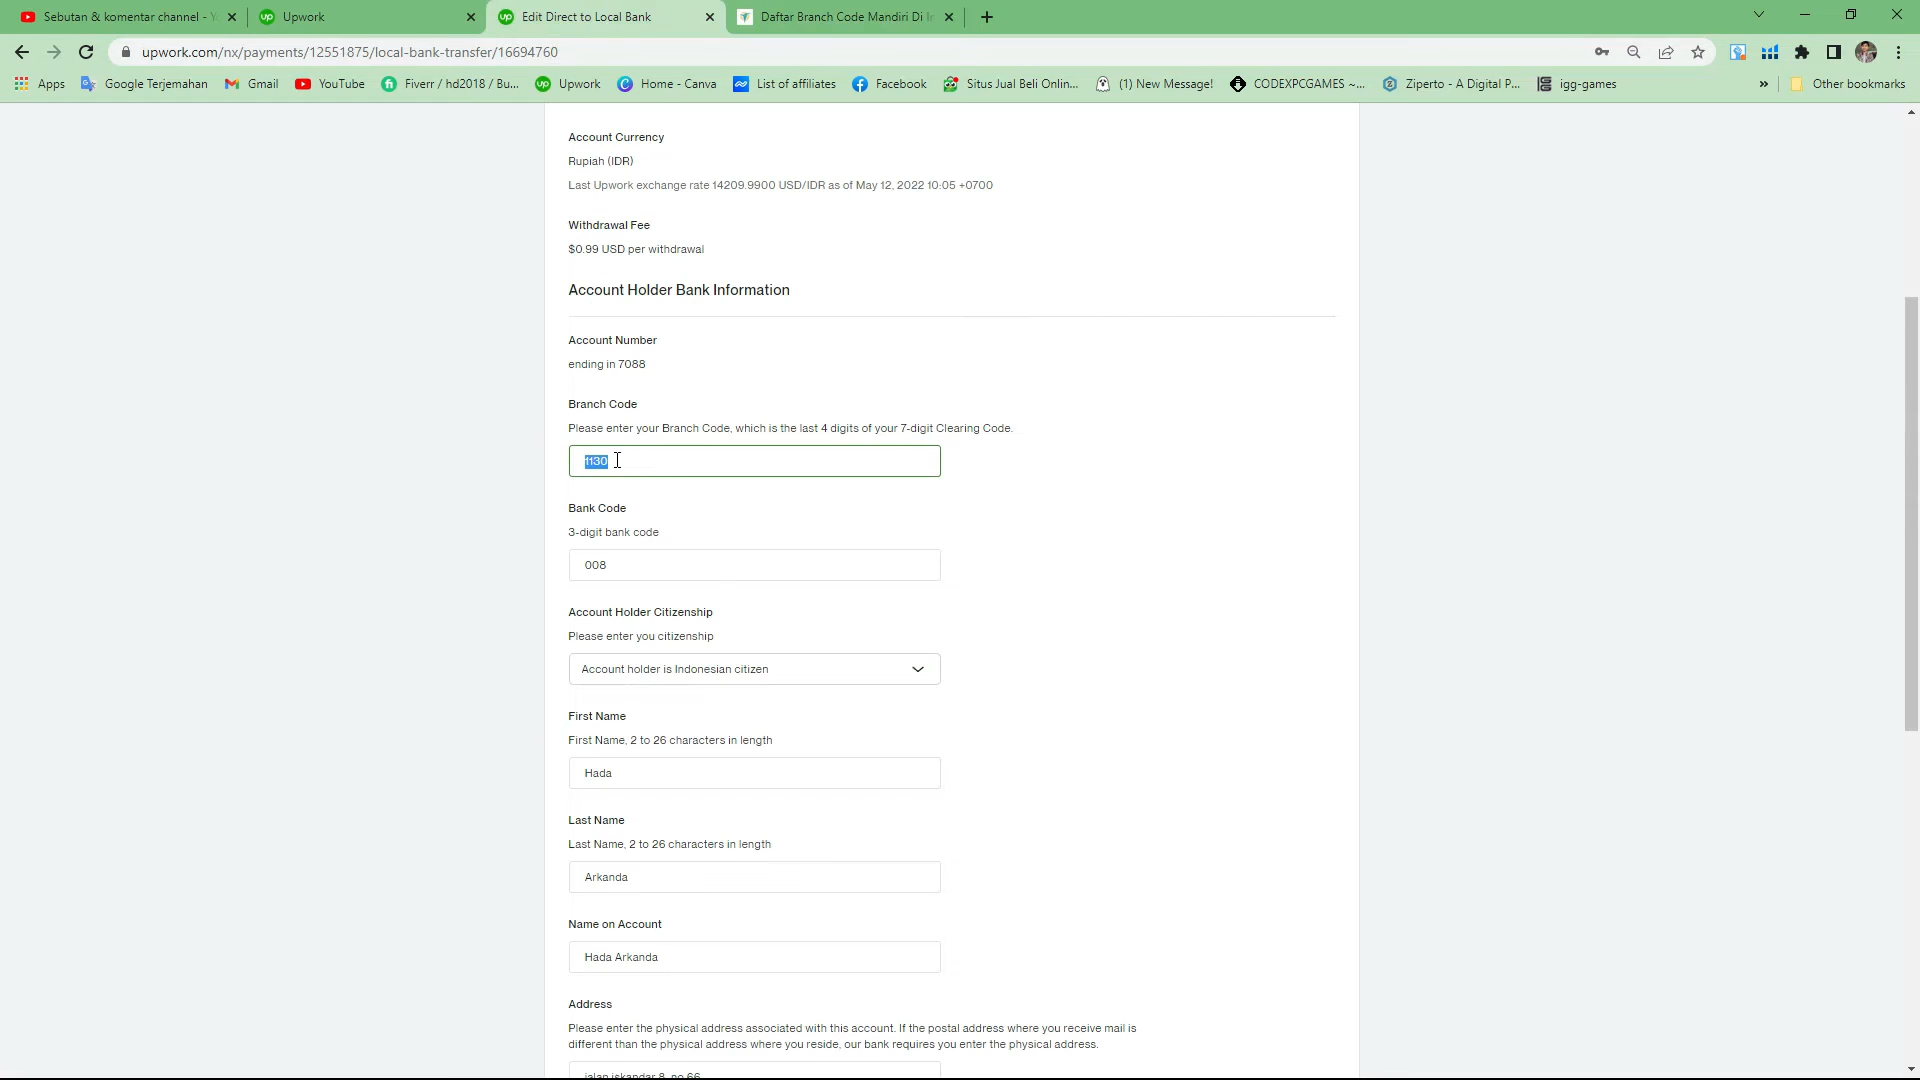 Sebutan & komentar channel - Y
Upwork
Edit Direct to Local Bank
Daftar Branch Code Mandiri Di In
upwork.com/nx/payments/12551875/local-bank-transfer/16694760
Apps
Google Terjemahan
Gmail
YouTube
Fiverr / hd2018 / Bu...
Upwork
Home - Canva
List of affiliates
Facebook
Situs Jual Beli Onlin...
(1) New Message!
CODEXPCGAMES ~...
Ziperto - A Digital P...
igg-games
»
Other bookmarks
Account Currency
Rupiah (IDR)
Last Upwork exchange rate 14209.9900 USD/IDR as of May 12, 2022 10:05 +0700
Withdrawal Fee
$0.99 USD per withdrawal
Account Holder Bank Information
Account Number
ending in 7088
Branch Code
Please enter your Branch Code, which is the last 4 digits of your 7-digit Clearing Code.
1130
Bank Code
3-digit bank code
008
Account Holder Citizenship
Please enter you citizenship
Account holder is Indonesian citizen
First Name
First Name, 2 to 26 characters in length
Hada
Last Name
Last Name, 2 to 26 characters in length
Arkanda
Name on Account
Hada Arkanda
Address
Please enter the physical address associated with this account. If the postal address where you receive mail is
different than the physical address where you reside, our bank requires you enter the physical address.
jalan iskandar 8, no 66